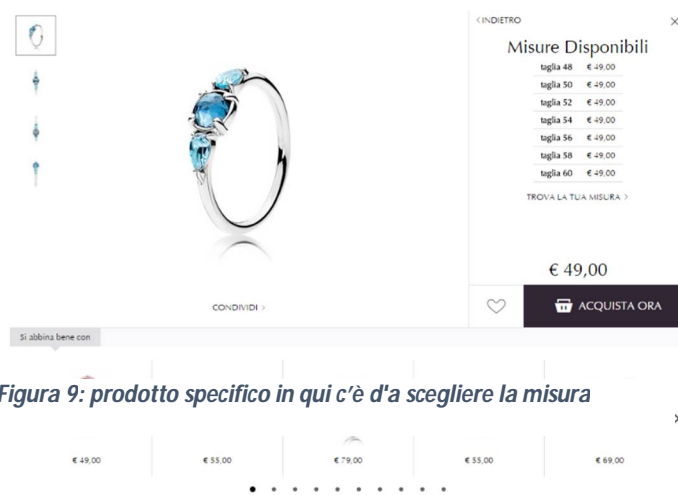 < INDIETRO
×
Misure Disponibili
taglia 48 € 49,00
taglia 50 € 49,00
taglia 52 € 49,00
taglia 54 € 49,00
taglia 56 € 49,00
taglia 58 € 49,00
taglia 60 € 49,00
TROVA LA TUA MISURA >
€ 49,00
CONDIVIDI >
ACQUISTA ORA
Si abbina bene con
Figura 9: prodotto specifico in qui c'è d'a scegliere la misura
€ 49,00 € 55,00 € 79,00 € 55,00 € 69,00